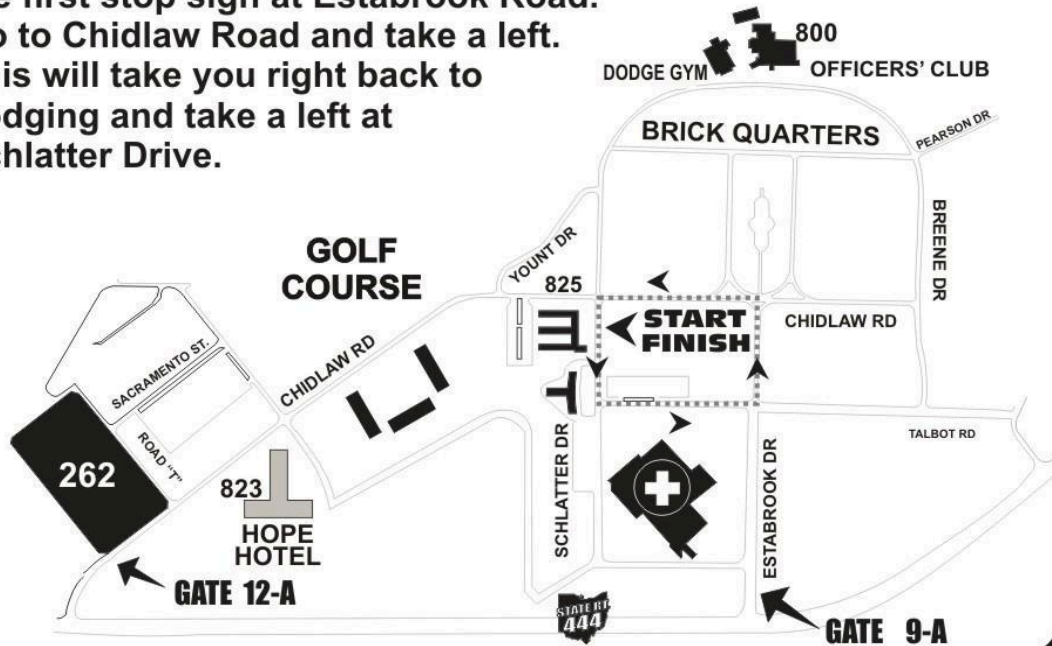 first stop sign at Estabrook Road.
to Chidlaw Road and take a left.
will take you right back to
and take a left at
Drive.
800
DODGE GYM
OFFICERS' CLUB
BRICK QUARTERS
PEARSON DR
BREENE DR
GOLF
COURSE
YOUNT DR
825
START
FINISH
CHIDLAW RD
SACRAMENTO ST.
CHIDLAW RD
ROAD "T"
262
823
HOPE
HOTEL
SCHLATTER DR
ESTABROOK DR
TALBOT RD
GATE 12-A
STATE RT
444
GATE 9-A